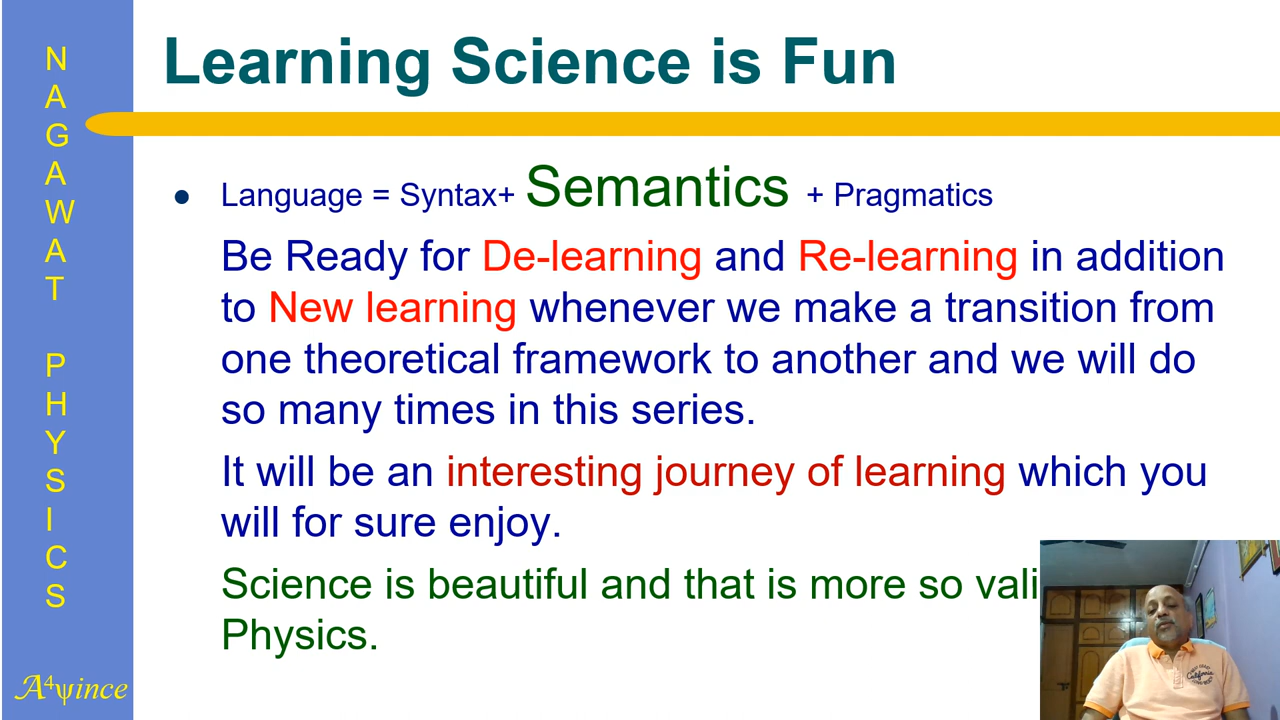 Learning Science is Fun
NAGAWAT PHYSICS
• Language = Syntax+ Semantics + Pragmatics
Be Ready for De-learning and Re-learning in addition
to New learning whenever we make a transition from
one theoretical framework to another and we will do
so many times in this series.
It will be an interesting journey of learning which you
will for sure enjoy.
Science is beautiful and that is more so vali
Physics.
A⁴ψince
California